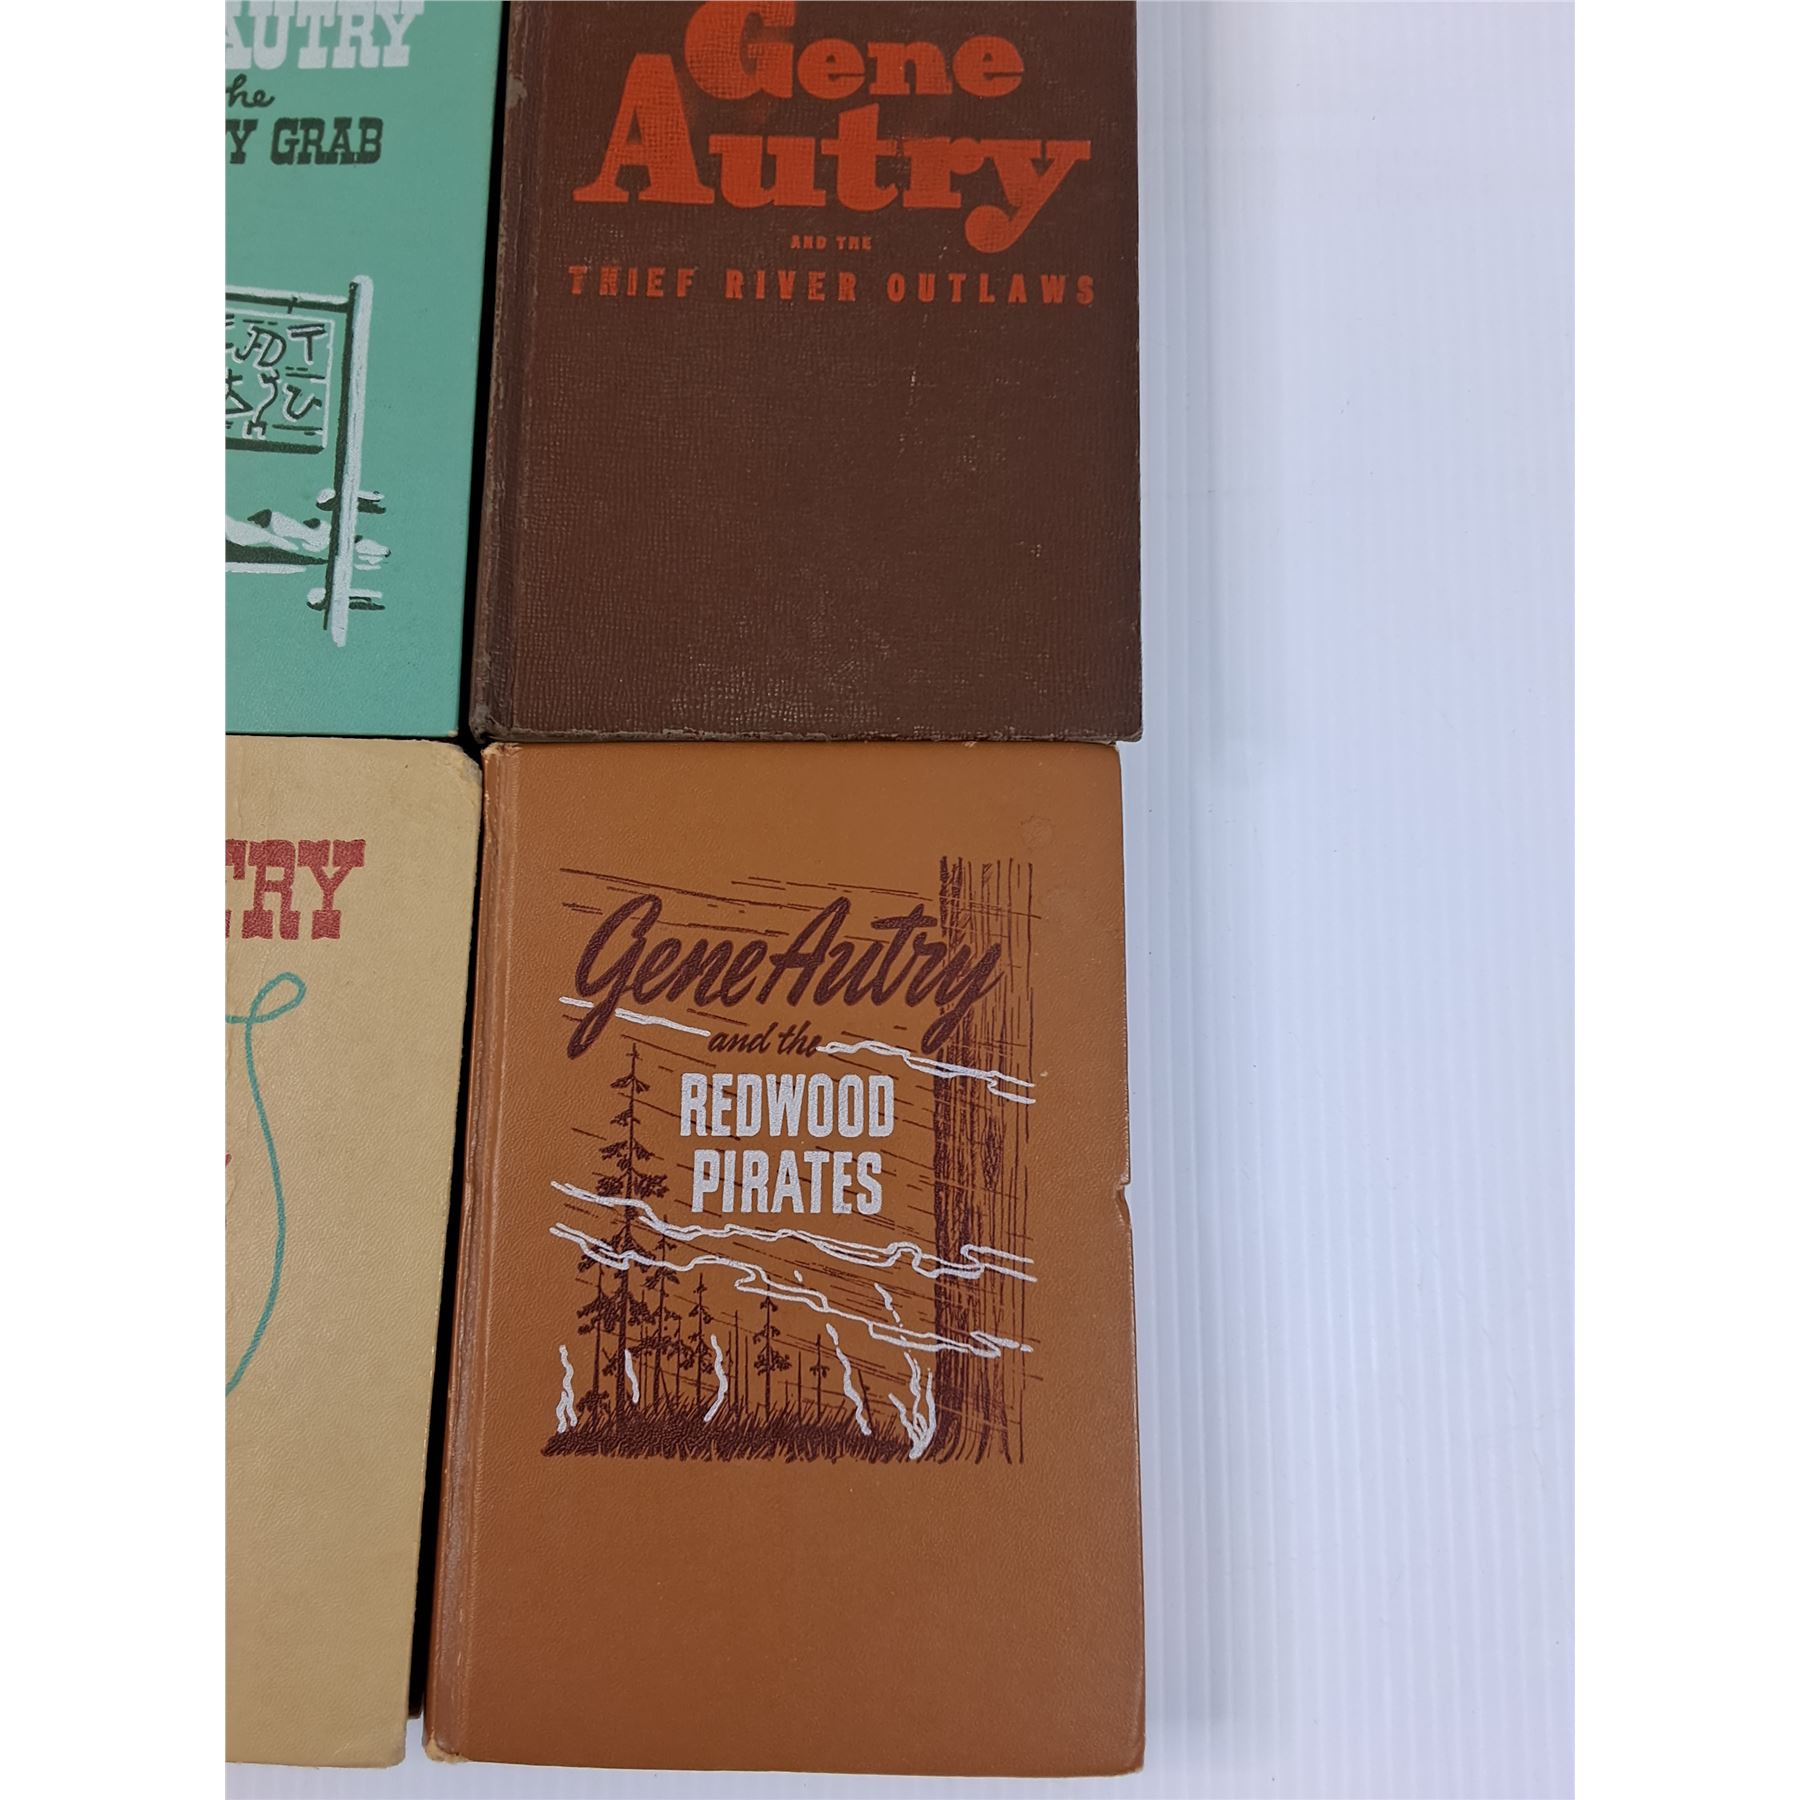 AUTRY
the
Y GRAB
Gene
Autry
AND THE
THIEF RIVER OUTLAWS
TRY
Gene Autry
and the
REDWOOD
PIRATES